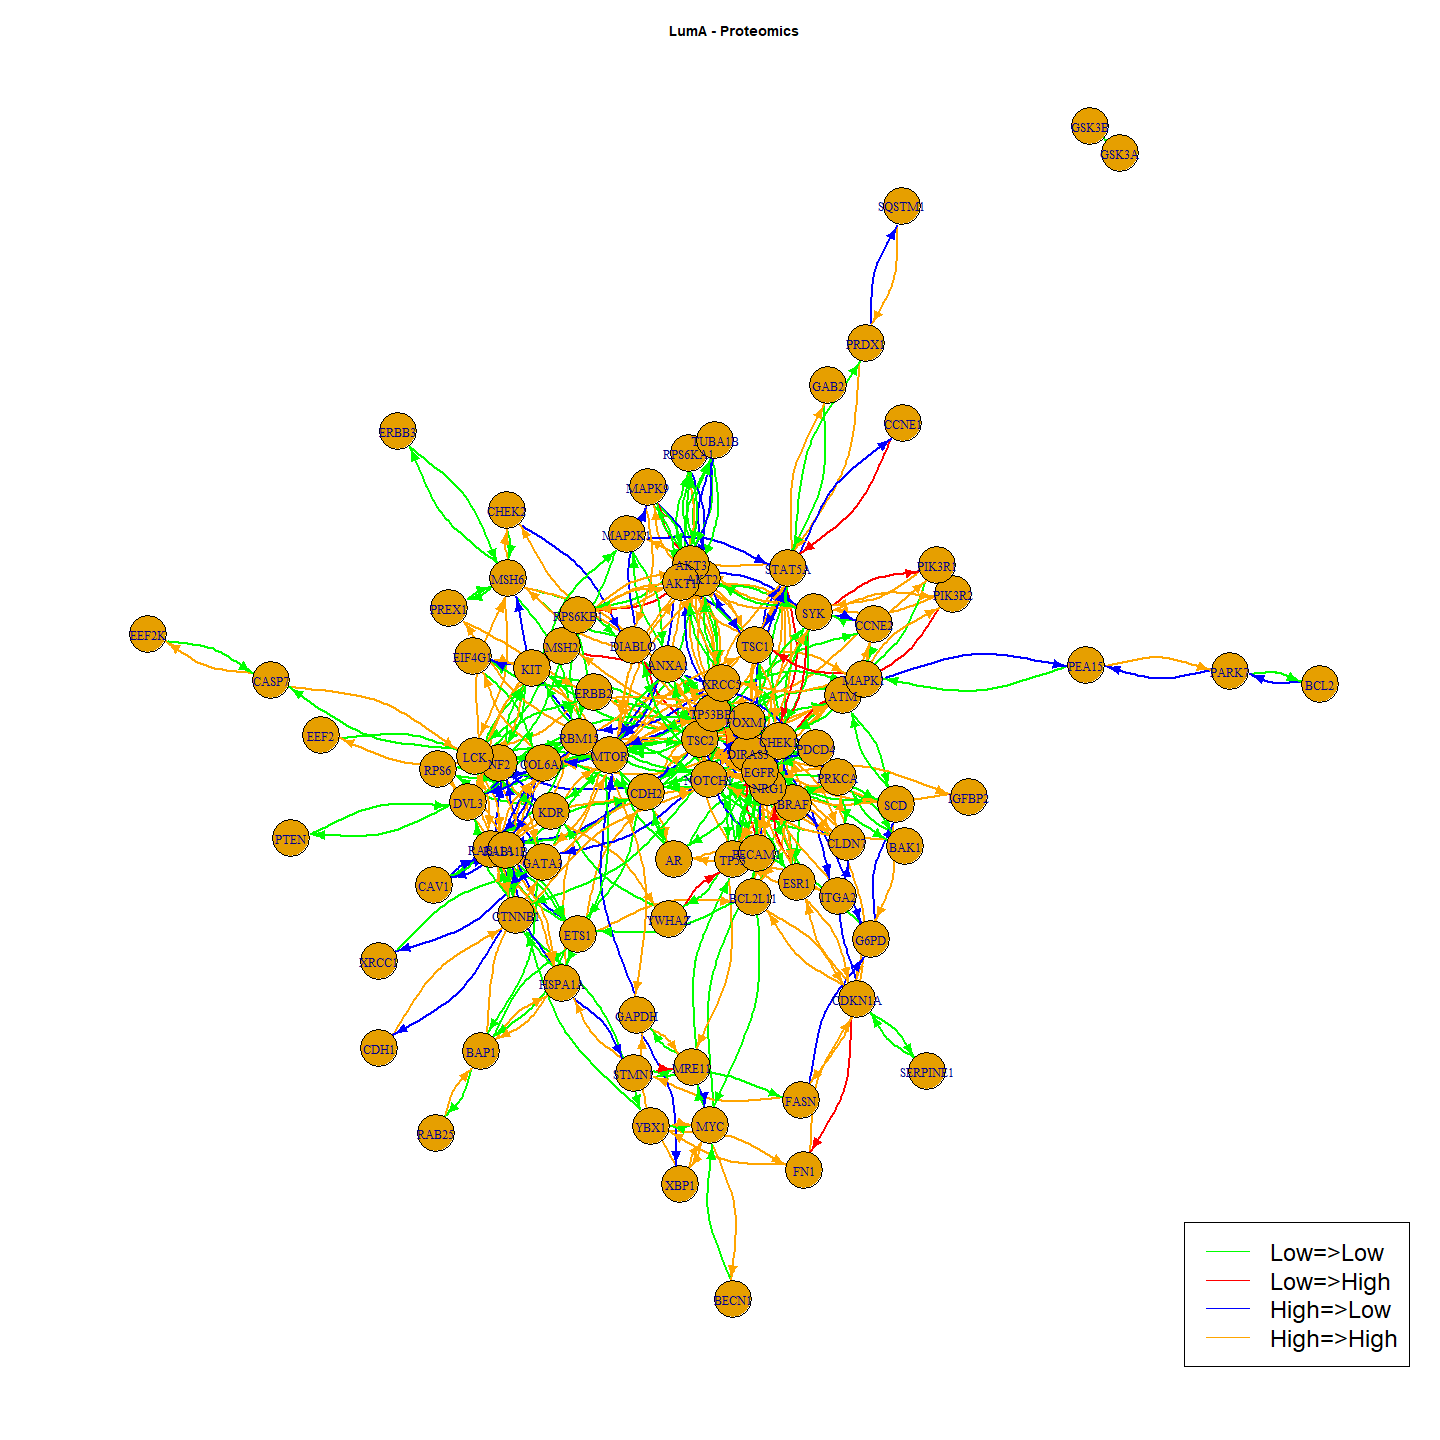 LumA - Proteomics
GSK3B
GSK3A
SQSTM1
PRDX1
GAB2
CCNE1
ERBB3
TUBA1B
RPS6KA1
MAPK9
CHEK2
MAP2K1
AKT3
STAT5A
PIK3R1
MSH6
AKT2
AKT1
PIK3R2
PREX1
RPS6KB1
SYK
CCNE2
EEF2K
MSH2
DIABLO
TSC1
EIF4G1
KIT
ANXA1
PEA15
PARK7
BCL2
CASP7
XRCC5
MAPK1
ERBB2
ATM
TP53BP1
FOXM1
EEF2
RBM15
TSC2
CHEK1
LCK
MTOR
DIRAS3
PDCD4
RPS6
NF2
COL6A1
EGFR
NOTCH1
PRKCA
NRG1
DVL3
KDR
CDH2
BRAF
SCD
IGFBP2
PTEN
CLDN7
BAK1
RAB11A
RAB11B
GATA3
AR
TP53
PECAM1
CAV1
ESR1
ITGA2
BCL2L11
CTNNB1
YWHAZ
ETS1
G6PD
XRCC1
HSPA1A
CDKN1A
GAPDH
CDH1
BAP1
STMN1
MRE11
SERPINE1
FASN
RAB25
YBX1
MYC
FN1
XBP1
BECN1
Low=>Low
Low=>High
High=>Low
High=>High